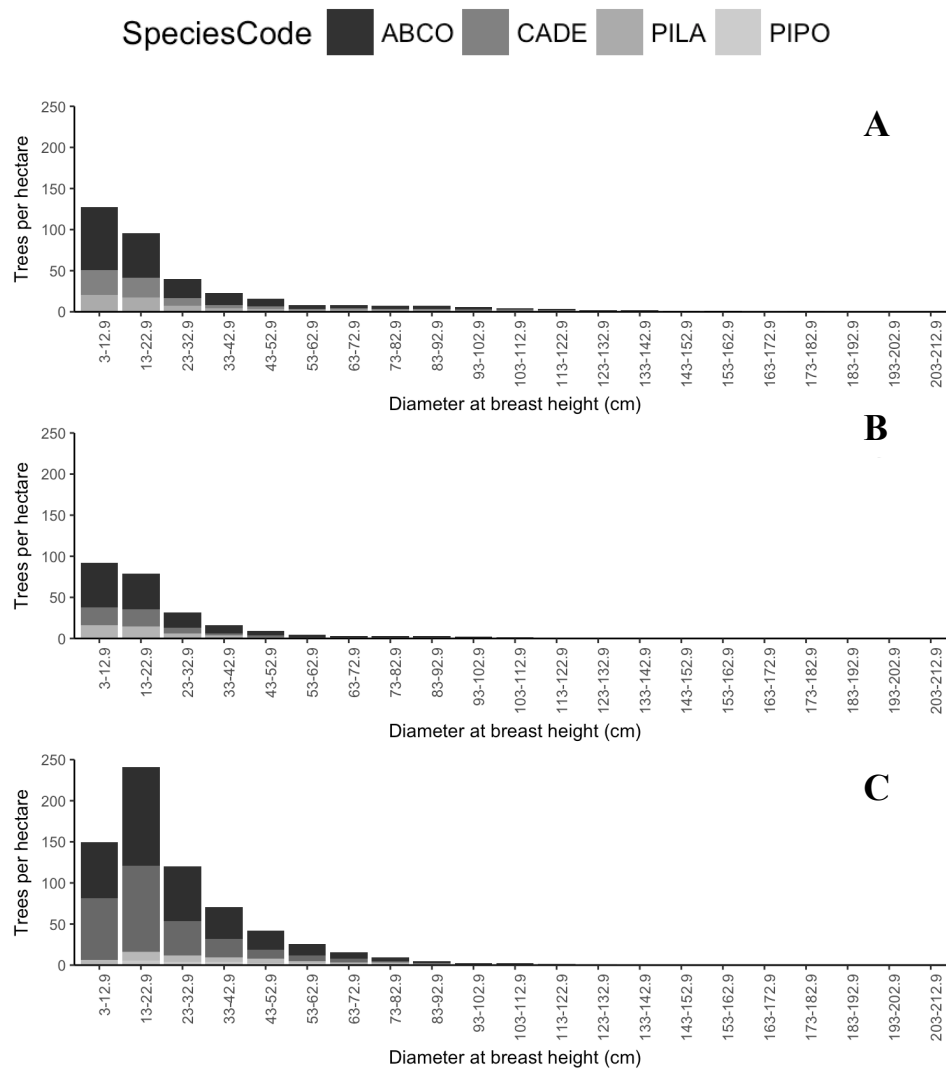 SpeciesCode ABCO CADE PILA PIPO
A
Trees per hectare
250
200
150
100
50
0
3-12.9 13-22.9 23-32.9 33-42.9 43-52.9 53-62.9 63-72.9 73-82.9 83-92.9 93-102.9 103-112.9 113-122.9 123-132.9 133-142.9 143-152.9 153-162.9 163-172.9 173-182.9 183-192.9 193-202.9 203-212.9
Diameter at breast height (cm)
B
Trees per hectare
250
200
150
100
50
0
3-12.9 13-22.9 23-32.9 33-42.9 43-52.9 53-62.9 63-72.9 73-82.9 83-92.9 93-102.9 103-112.9 113-122.9 123-132.9 133-142.9 143-152.9 153-162.9 163-172.9 173-182.9 183-192.9 193-202.9 203-212.9
Diameter at breast height (cm)
C
Trees per hectare
250
200
150
100
50
0
3-12.9 13-22.9 23-32.9 33-42.9 43-52.9 53-62.9 63-72.9 73-82.9 83-92.9 93-102.9 103-112.9 113-122.9 123-132.9 133-142.9 143-152.9 153-162.9 163-172.9 173-182.9 183-192.9 193-202.9 203-212.9
Diameter at breast height (cm)